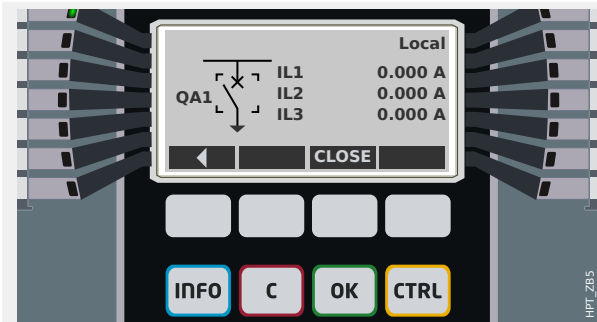 Local
IL1 0.000 A
QA1 IL2 0.000 A
IL3 0.000 A
CLOSE
INFO C OK CTRL
HPT_ZB5